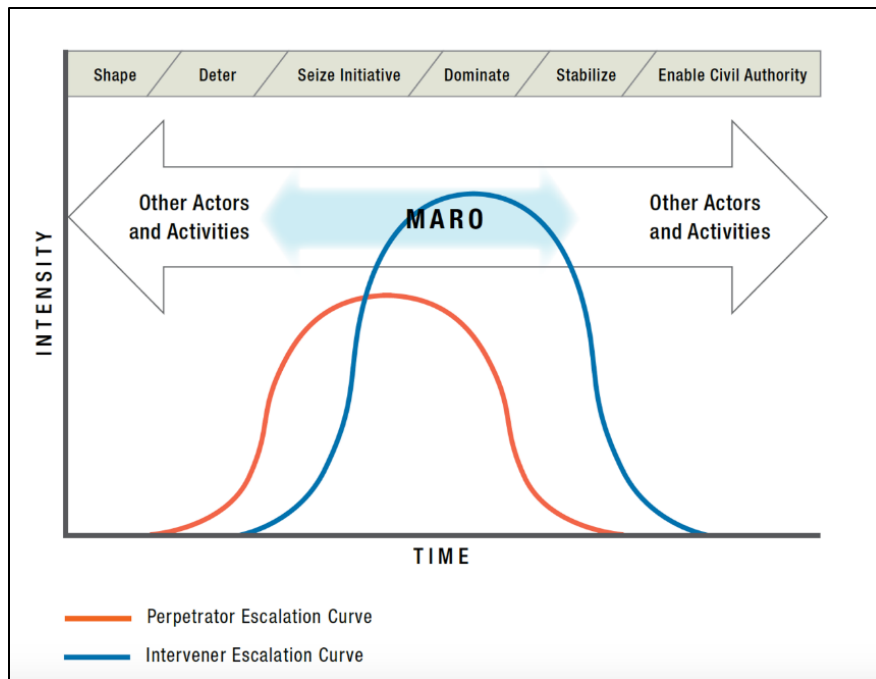 Shape Deter Seize Initiative Dominate Stabilize Enable Civil Authority
Other Actors
and Activities
MARO
Other Actors
and Activities
INTENSITY
TIME
Perpetrator Escalation Curve
Intervener Escalation Curve